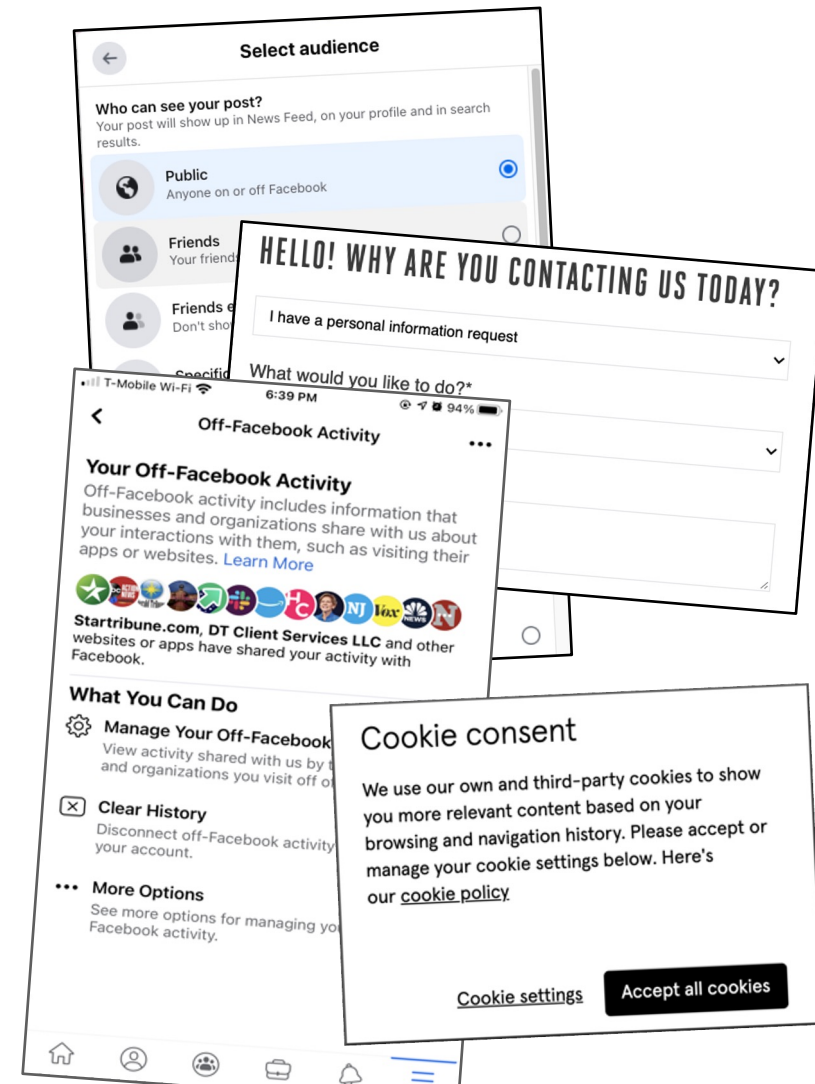 Select audience
Who can see your post?
Your post will show up in News Feed, on your profile and in search
results.
Public
Anyone on or off Facebook
Friends
Your friend
Friends e
Don't sho
Specific
HELLO! WHY ARE YOU CONTACTING US TODAY?
I have a personal information request
What would you like to do?*
T-Mobile Wi-Fi
6:39 PM
94%
Off-Facebook Activity
Your Off-Facebook Activity
Off-Facebook activity includes information that
businesses and organizations share with us about
your interactions with them, such as visiting their
apps or websites. Learn More
HC
NJ
Vox
NEWS
N
Startribune.com, DT Client Services LLC and other
websites or apps have shared your activity with
Facebook.
What You Can Do
Manage Your Off-Facebook
View activity shared with us by t
and organizations you visit off o
Clear History
Disconnect off-Facebook activity
your account.
More Options
See more options for managing yo
Facebook activity.
Cookie consent
We use our own and third-party cookies to show
you more relevant content based on your
browsing and navigation history. Please accept or
manage your cookie settings below. Here's
our cookie policy
Cookie settings
Accept all cookies